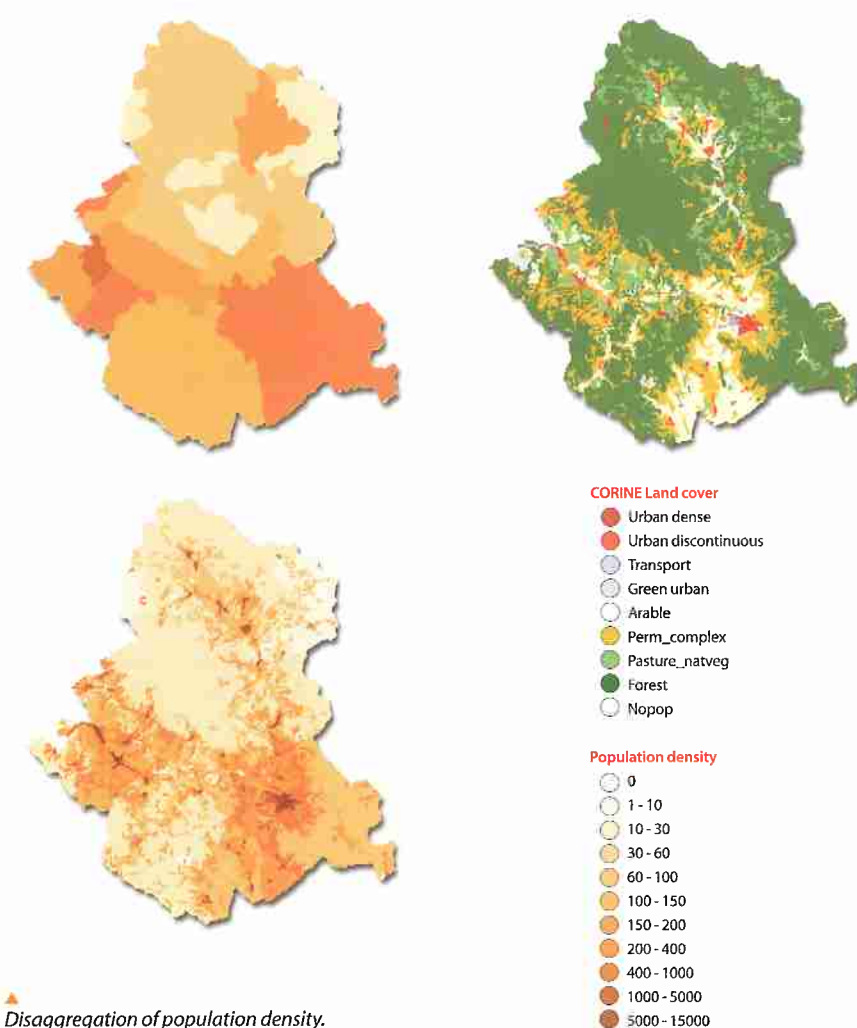 CORINE Land cover
Urban dense
Urban discontinuous
Transport
Green urban
Arable
Perm_complex
Pasture_natveg
Forest
Nopop
Population density
0
1 - 10
10 - 30
30 - 60
60 - 100
100 - 150
150 - 200
200 - 400
400 - 1000
1000 - 5000
5000 - 15000
Disaggregation of population density.